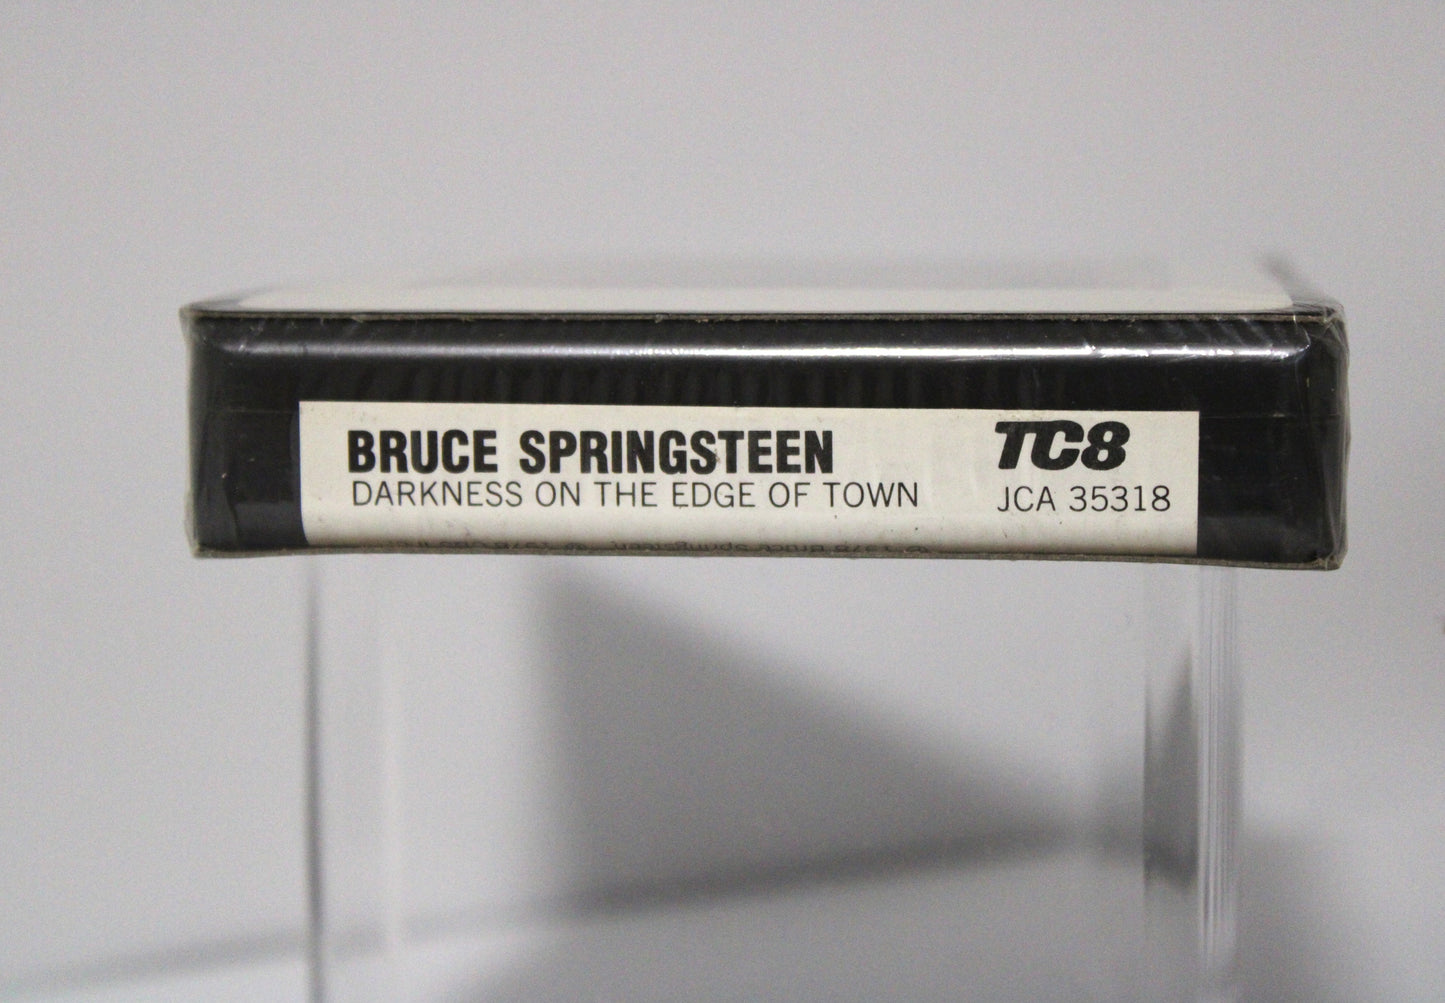 BRUCE SPRINGSTEEN
DARKNESS ON THE EDGE OF TOWN
TC8
JCA 35318